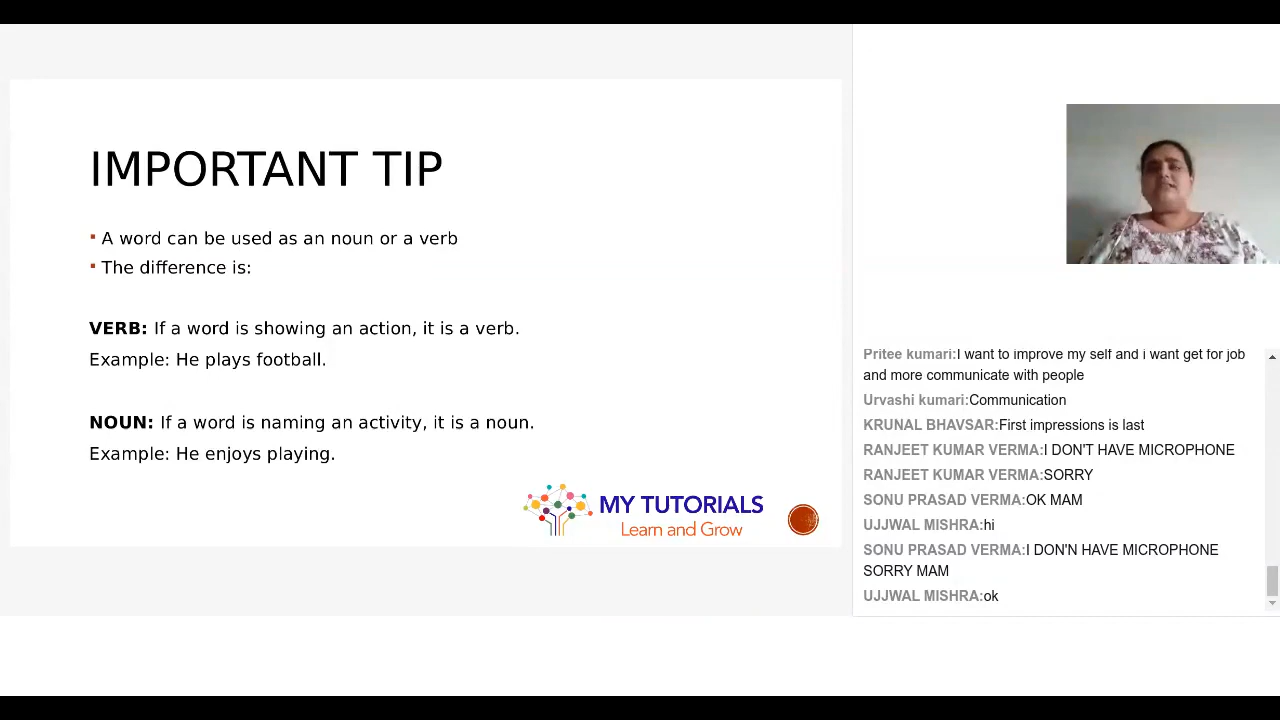 IMPORTANT TIP
A word can be used as an noun or a verb
The difference is:
VERB: If a word is showing an action, it is a verb.
Example: He plays football.
NOUN: If a word is naming an activity, it is a noun.
Example: He enjoys playing.
MY TUTORIALS
Learn and Grow
Pritee kumari:I want to improve my self and i want get for job
and more communicate with people
Urvashi kumari:Communication
KRUNAL BHAVSAR:First impressions is last
RANJEET KUMAR VERMA:I DON'T HAVE MICROPHONE
RANJEET KUMAR VERMA:SORRY
SONU PRASAD VERMA:OK MAM
UJJWAL MISHRA:hi
SONU PRASAD VERMA:I DON'N HAVE MICROPHONE
SORRY MAM
UJJWAL MISHRA:ok